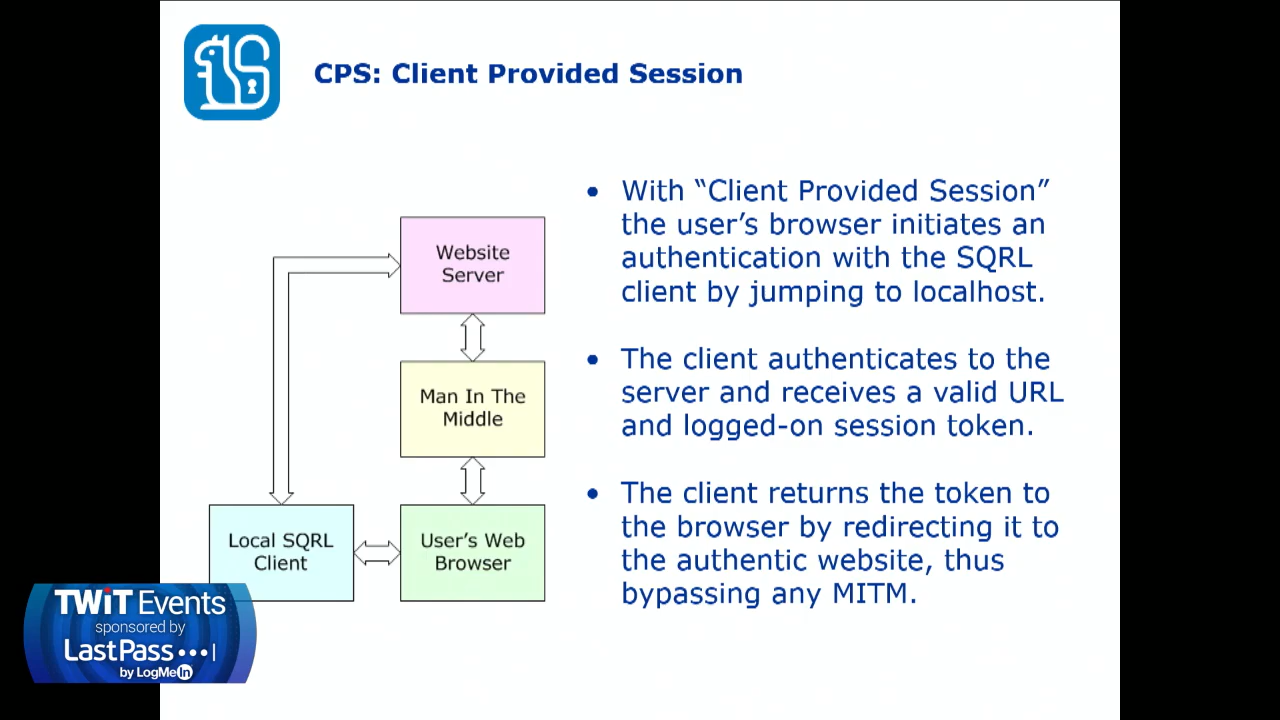 CPS: Client Provided Session
Website
Server
Man In The
Middle
Local SQRL
Client
User's Web
Browser
• With “Client Provided Session”
the user’s browser initiates an
authentication with the SQRL
client by jumping to localhost.
• The client authenticates to the
server and receives a valid URL
and logged-on session token.
• The client returns the token to
the browser by redirecting it to
the authentic website, thus
bypassing any MITM.
TWiT Events
sponsored by
LastPass •••|
by LogMeIn